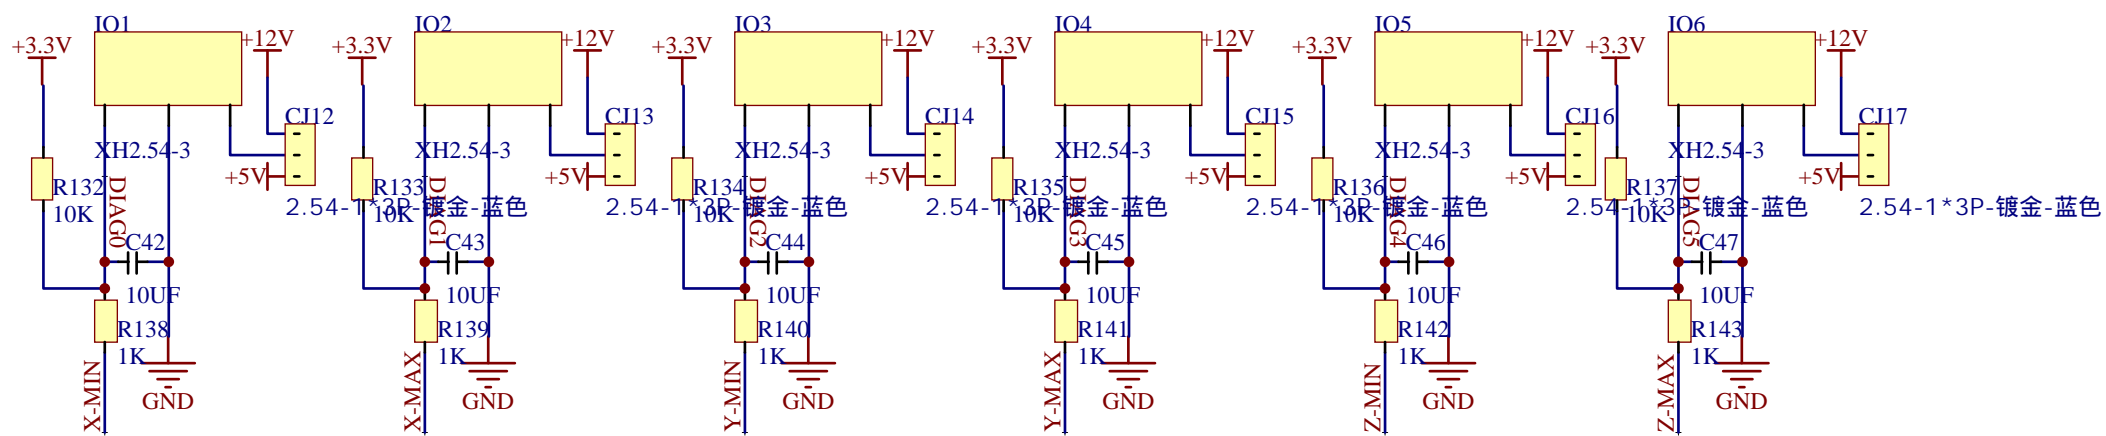 IO1
+3.3V
+12V
CJ12
XH2.54-3
+5V
R132
10K
DIAG0
2.54-1*3P-镀金-蓝色
C42
10UF
R138
1K
X-MIN
GND
IO2
+3.3V
+12V
CJ13
XH2.54-3
+5V
R133
10K
DIAG1
2.54-1*3P-镀金-蓝色
C43
10UF
R139
1K
X-MAX
GND
IO3
+3.3V
+12V
CJ14
XH2.54-3
+5V
R134
10K
DIAG2
2.54-1*3P-镀金-蓝色
C44
10UF
R140
1K
Y-MIN
GND
IO4
+3.3V
+12V
CJ15
XH2.54-3
+5V
R135
10K
DIAG3
2.54-1*3P-镀金-蓝色
C45
10UF
R141
1K
Y-MAX
GND
IO5
+3.3V
+12V
CJ16
XH2.54-3
+5V
R136
10K
DIAG4
2.54-1*3P-镀金-蓝色
C46
10UF
R142
1K
Z-MIN
GND
IO6
+3.3V
+12V
CJ17
XH2.54-3
+5V
R137
10K
DIAG5
2.54-1*3P-镀金-蓝色
C47
10UF
R143
1K
Z-MAX
GND